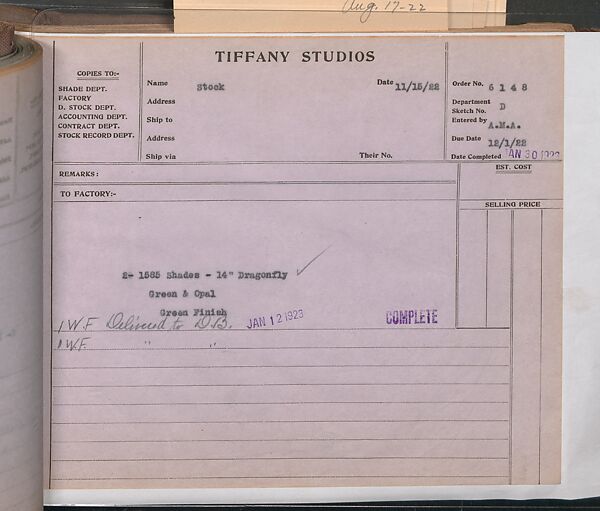 Aug. 17-22
TIFFANY STUDIOS
COPIES TO:-
SHADE DEPT.
FACTORY
D. STOCK DEPT.
ACCOUNTING DEPT.
CONTRACT DEPT.
STOCK RECORD DEPT.
Name Stock Date 11/15/22
Address
Ship to
Address
Ship via Their No.
Order No. 6148
Department
Sketch No. D
Entered by A.M.A.
Due Date 12/1/22
Date Completed JAN 30 1923
REMARKS:
EST. COST
TO FACTORY:-
SELLING PRICE
2- 1585 Shades - 14" Dragonfly ✓
Green & Opal
Green Finish
1 W.F. Delivered to D.B. JAN 12 1923 COMPLETE
1 W.F. " "